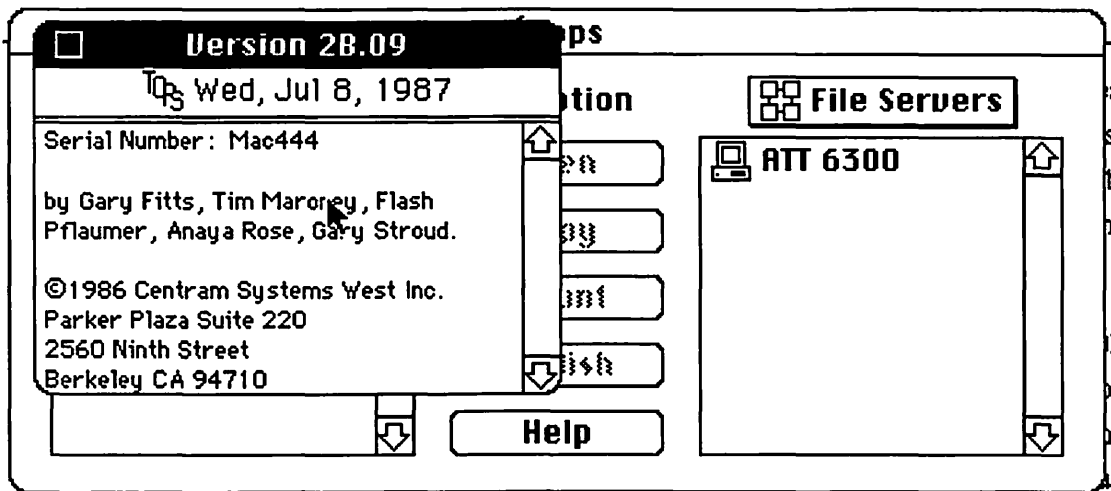 Version 2B.09
TOPS Wed, Jul 8, 1987
Serial Number: Mac444
by Gary Fitts, Tim Maroney, Flash
Pflaumer, Anaya Rose, Gary Stroud.
©1986 Centram Systems West Inc.
Parker Plaza Suite 220
2560 Ninth Street
Berkeley CA 94710
File Servers
ATT 6300
Help